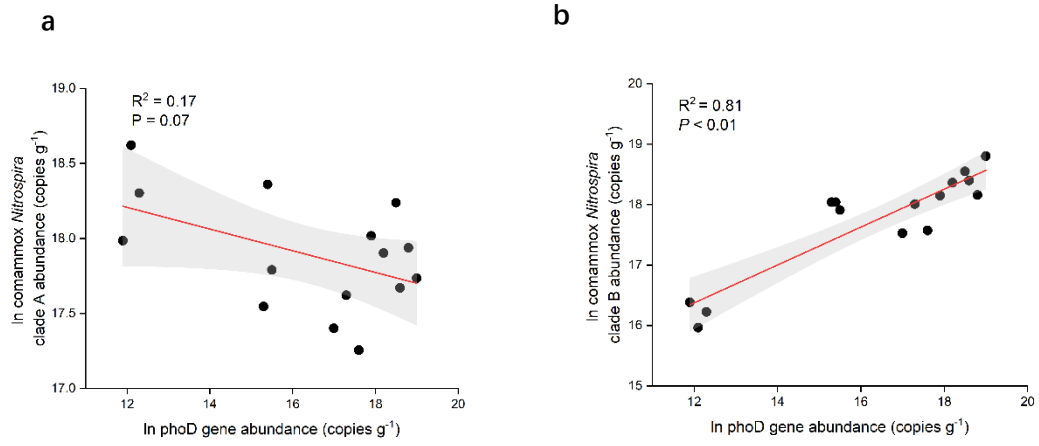 a
R² = 0.17
P = 0.07
ln comammox Nitrospira
clade A abundance (copies g⁻¹)
19.0
18.5
18.0
17.5
17.0
12
14
16
18
20
ln phoD gene abundance (copies g⁻¹)
b
R² = 0.81
P < 0.01
ln comammox Nitrospira
clade B abundance (copies g⁻¹)
20
19
18
17
16
15
12
14
16
18
20
ln phoD gene abundance (copies g⁻¹)